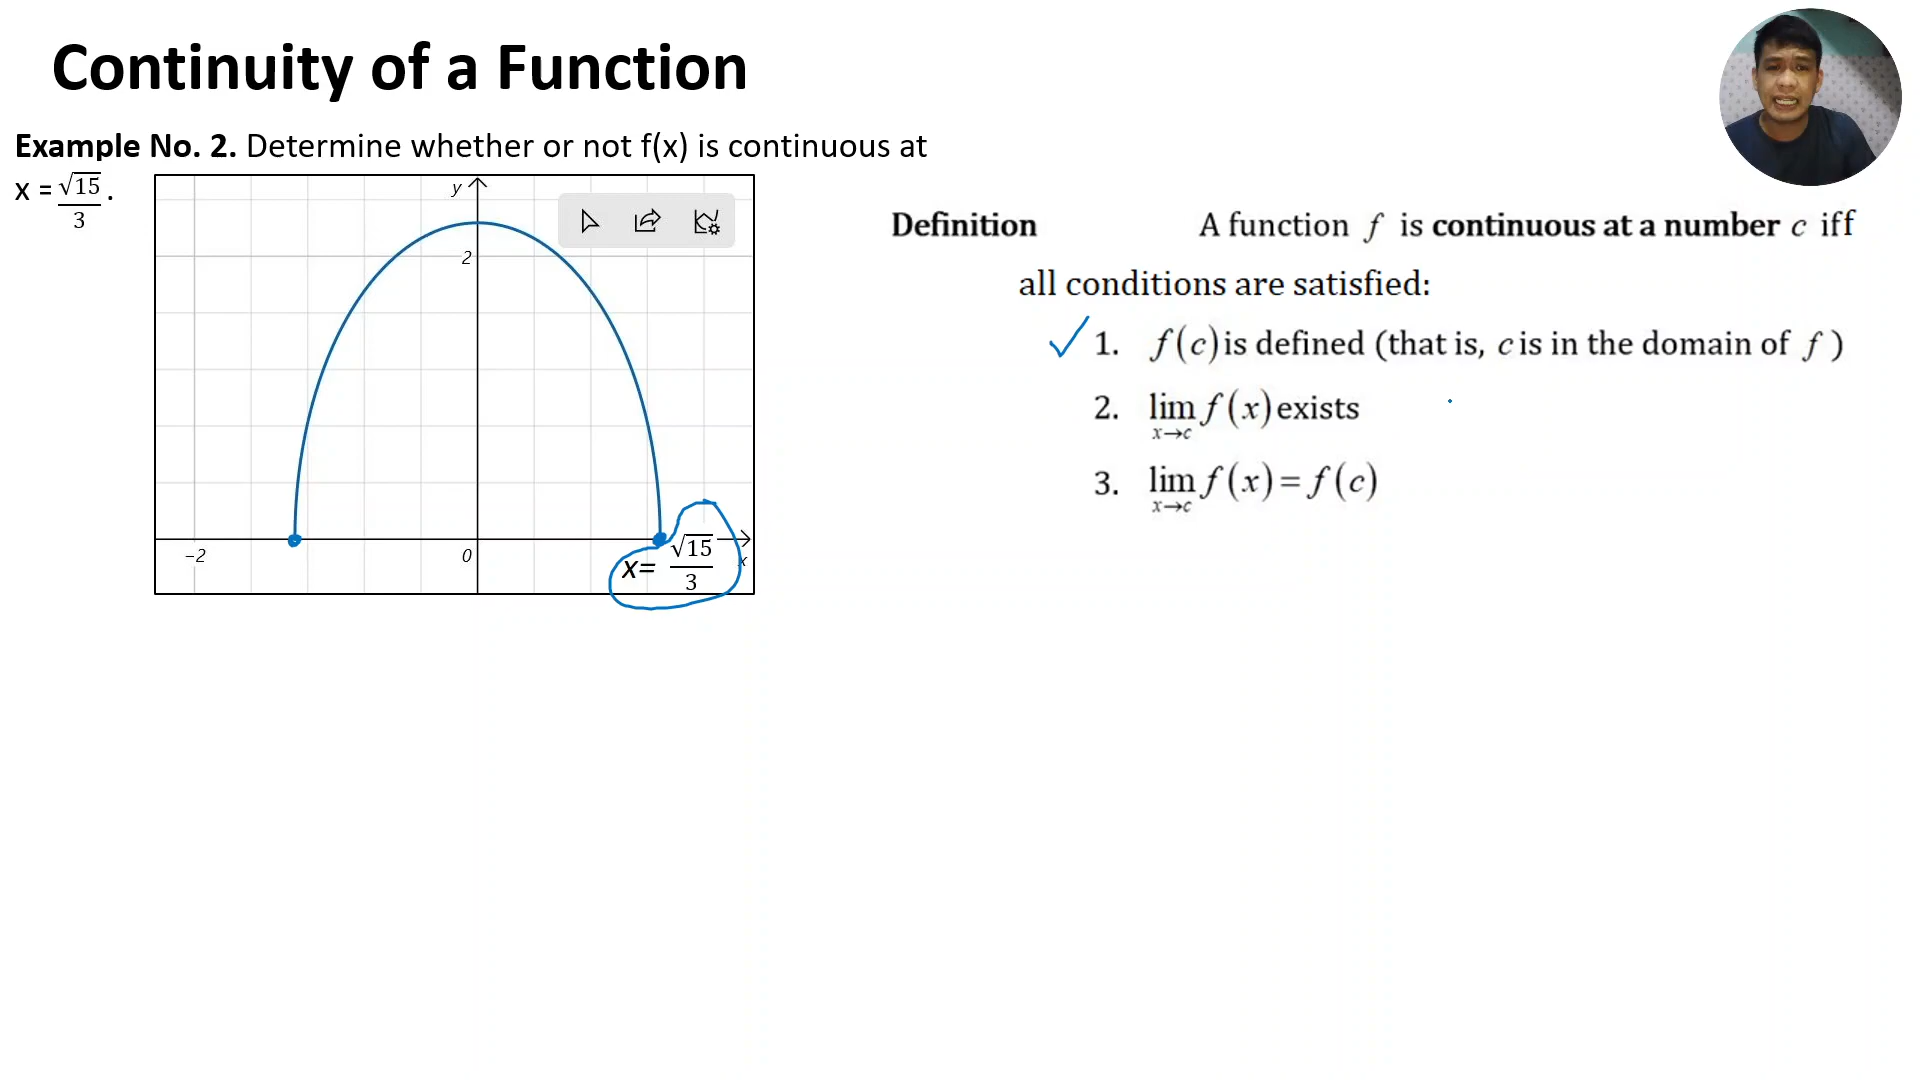 Continuity of a Function
Example No. 2. Determine whether or not f(x) is continuous at
x = √15/3 .
y
2
-2
0
x
x= √15/3
Definition A function f is continuous at a number c iff
all conditions are satisfied:
1. f(c) is defined (that is, c is in the domain of f )
2. lim x→c f(x) exists
3. lim x→c f(x) = f(c)